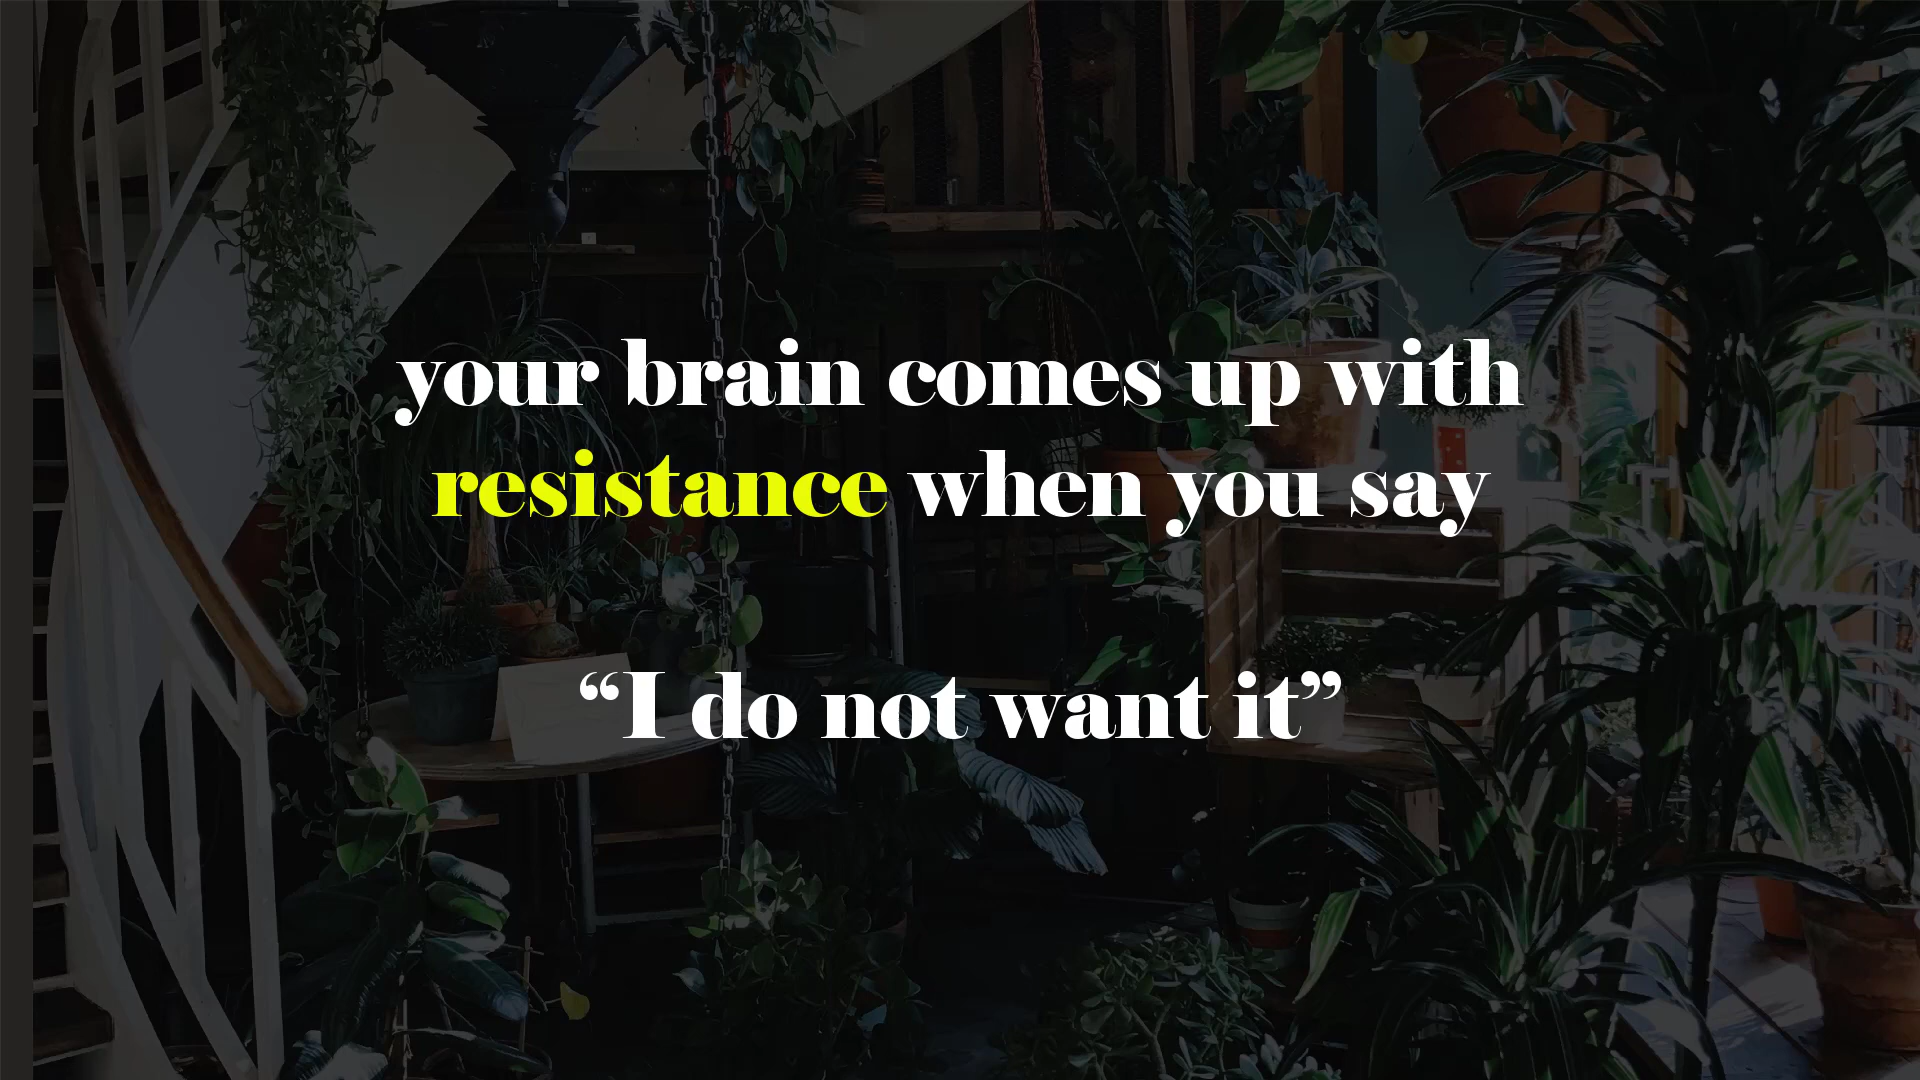 your brain comes up with
resistance when you say
“I do not want it”